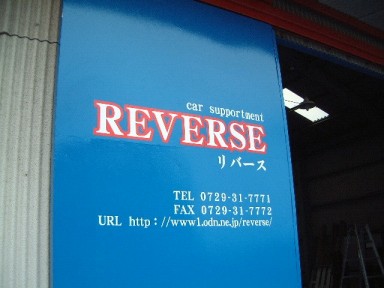 car supportment
REVERSE
リバース
TEL 0729-31-7771
FAX 0729-31-7772
URL http://www1.odn.ne.jp/reverse/